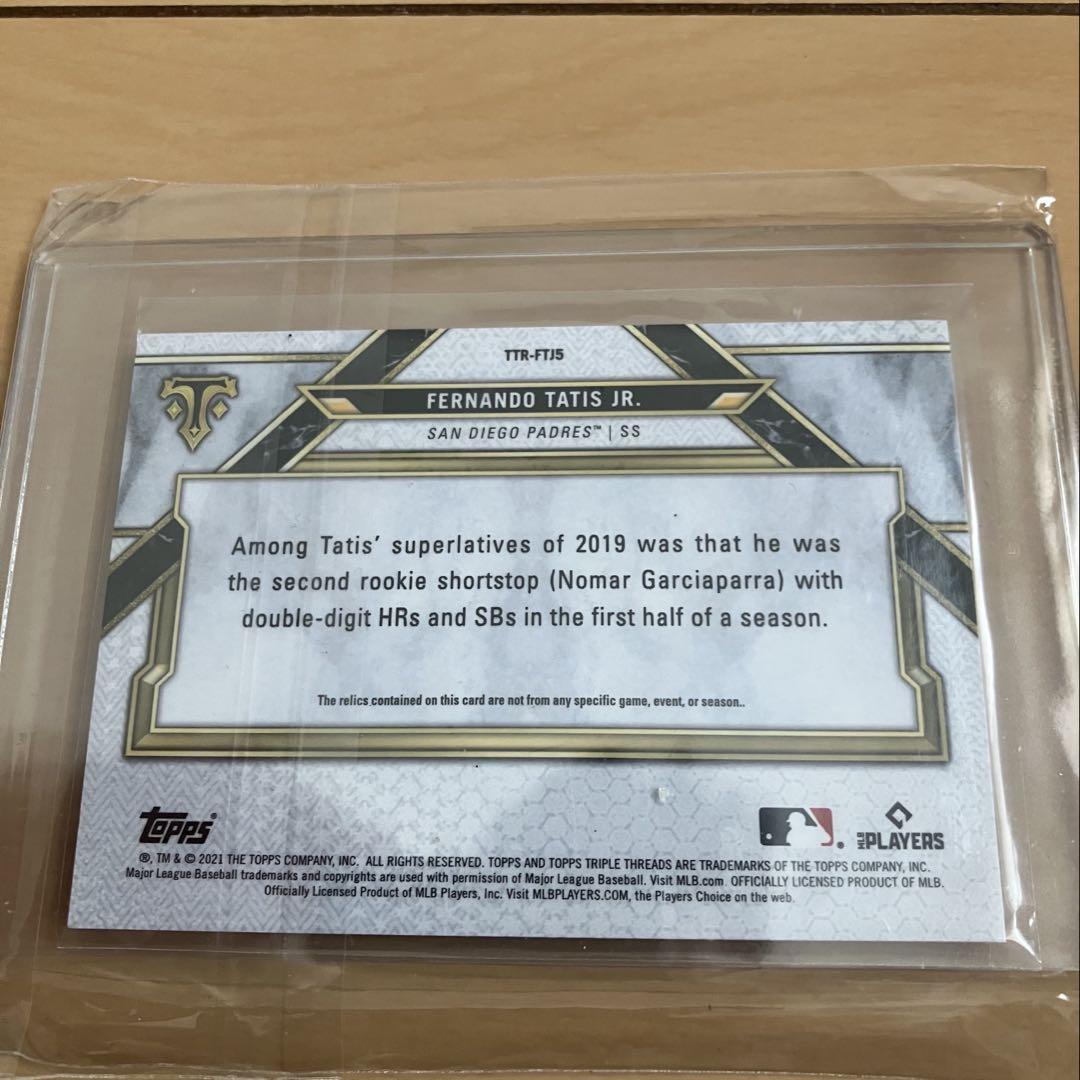 TTR-FTJ5
FERNANDO TATIS JR.
SAN DIEGO PADRES™ | SS
Among Tatis’ superlatives of 2019 was that he was
the second rookie shortstop (Nomar Garciaparra) with
double-digit HRs and SBs in the first half of a season.
The relics contained on this card are not from any specific game, event, or season..
topps®
MLB PLAYERS
®, TM & © 2021 THE TOPPS COMPANY, INC. ALL RIGHTS RESERVED. TOPPS AND TOPPS TRIPLE THREADS ARE TRADEMARKS OF THE TOPPS COMPANY, INC.
Major League Baseball trademarks and copyrights are used with permission of Major League Baseball. Visit MLB.com. OFFICIALLY LICENSED PRODUCT OF MLB.
Officially Licensed Product of MLB Players, Inc. Visit MLBPLAYERS.COM, the Players Choice on the web.